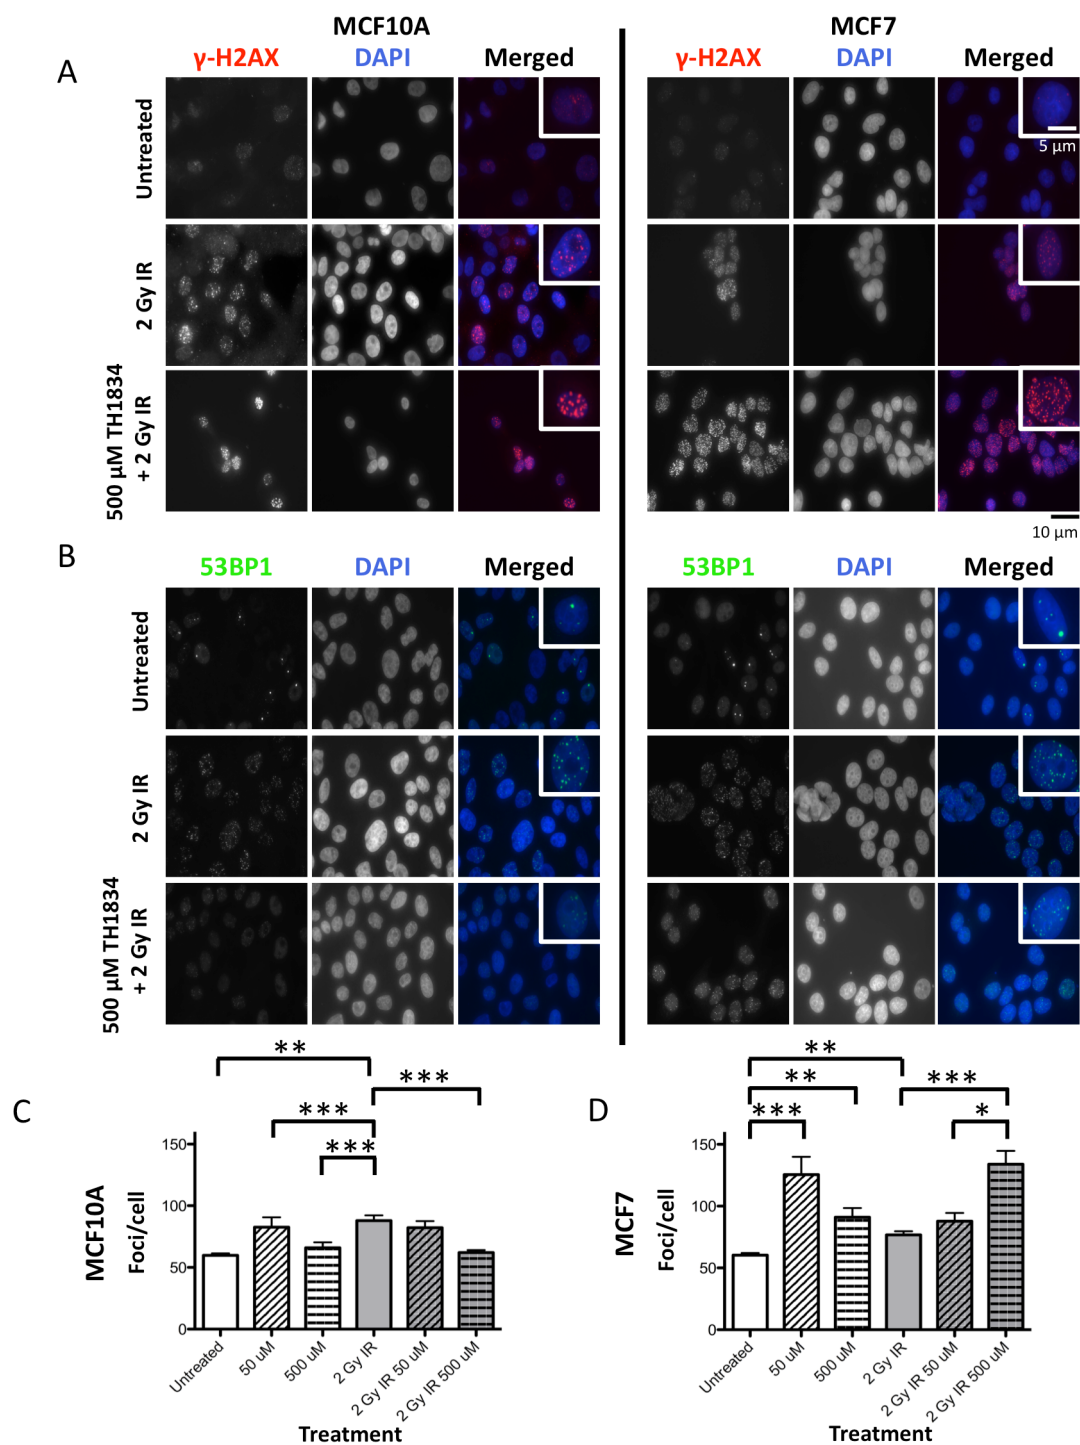 MCF10A
MCF7
A
γ-H2AX
DAPI
Merged
γ-H2AX
DAPI
Merged
Untreated
5 µm
2 Gy IR
500 µM TH1834
+ 2 Gy IR
10 µm
B
53BP1
DAPI
Merged
53BP1
DAPI
Merged
Untreated
2 Gy IR
500 µM TH1834
+ 2 Gy IR
C
**
***
***
***
MCF10A
Foci/cell
150
100
50
0
Untreated
50 uM
500 uM
2 Gy IR
2 Gy IR 50 uM
2 Gy IR 500 uM
Treatment
D
**
**
***
***
*
MCF7
Foci/cell
150
100
50
0
Untreated
50 uM
500 uM
2 Gy IR
2 Gy IR 50 uM
2 Gy IR 500 uM
Treatment